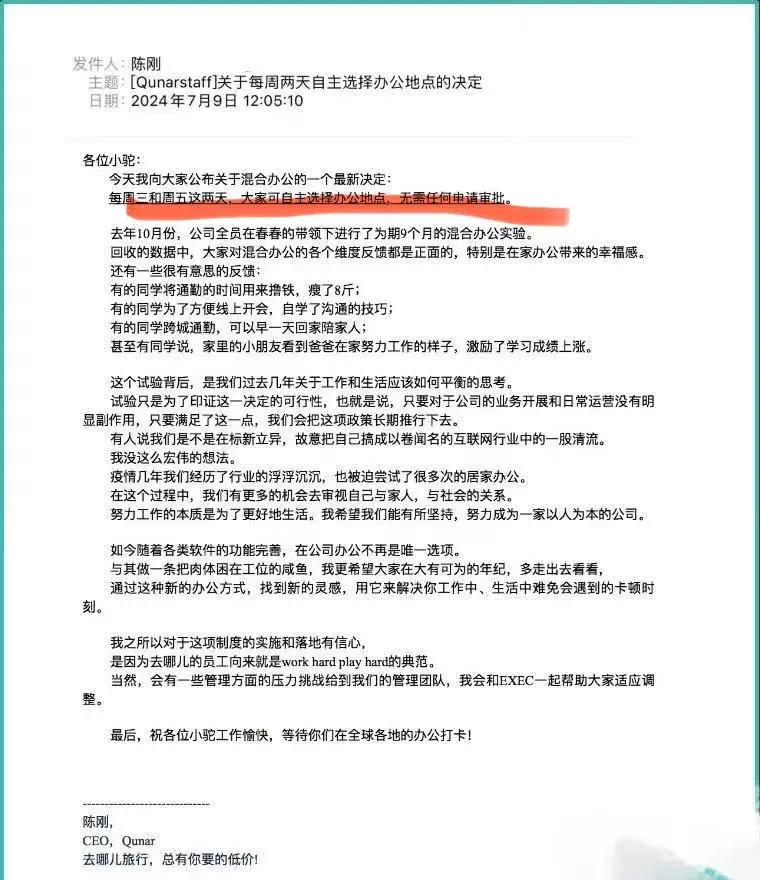 发件人：陈刚
主题：[Qunarstaff]关于每周两天自主选择办公地点的决定
日期：2024年7月9日 12:05:10
各位小驼：
今天我向大家公布关于混合办公的一个最新决定：
每周三和周五这两天，大家可自主选择办公地点，无需任何申请审批。
去年10月份，公司全员在春春的带领下进行了为期9个月的混合办公实验。
回收的数据中，大家对混合办公的各个维度反馈都是正面的，特别是在家办公带来的幸福感。
还有一些很有意思的反馈：
有的同学将通勤的时间用来撸铁，瘦了8斤；
有的同学为了方便线上开会，自学了沟通的技巧；
有的同学跨城通勤，可以早一天回家陪家人；
甚至有同学说，家里的小朋友看到爸爸在家努力工作的样子，激励了学习成绩上涨。
这个试验背后，是我们过去几年关于工作和生活应该如何平衡的思考。
试验只是为了印证这一决定的可行性，也就是说，只要对于公司的业务开展和日常运营没有明
显副作用，只要满足了这一点，我们会把这项政策长期推行下去。
有人说我们是不是在标新立异，故意把自己搞成以卷闻名的互联网行业中的一股清流。
我没这么宏伟的想法。
疫情几年我们经历了行业的浮浮沉沉，也被迫尝试了很多次的居家办公。
在这个过程中，我们有更多的机会去审视自己与家人，与社会的关系。
努力工作的本质是为了更好地生活。我希望我们能有所坚持，努力成为一家以人为本的公司。
如今随着各类软件的功能完善，在公司办公不再是唯一选项。
与其做一条把肉体困在工位的咸鱼，我更希望大家在大有可为的年纪，多走出去看看，
通过这种新的办公方式，找到新的灵感，用它来解决你工作中、生活中难免会遇到的卡顿时
刻。
我之所以对于这项制度的实施和落地有信心，
是因为去哪儿的员工向来就是work hard play hard的典范。
当然，会有一些管理方面的压力挑战给到我们的管理团队，我会和EXEC一起帮助大家适应调
整。
最后，祝各位小驼工作愉快，等待你们在全球各地的办公打卡！
-----------------------------
陈刚，
CEO，Qunar
去哪儿旅行，总有你要的低价!